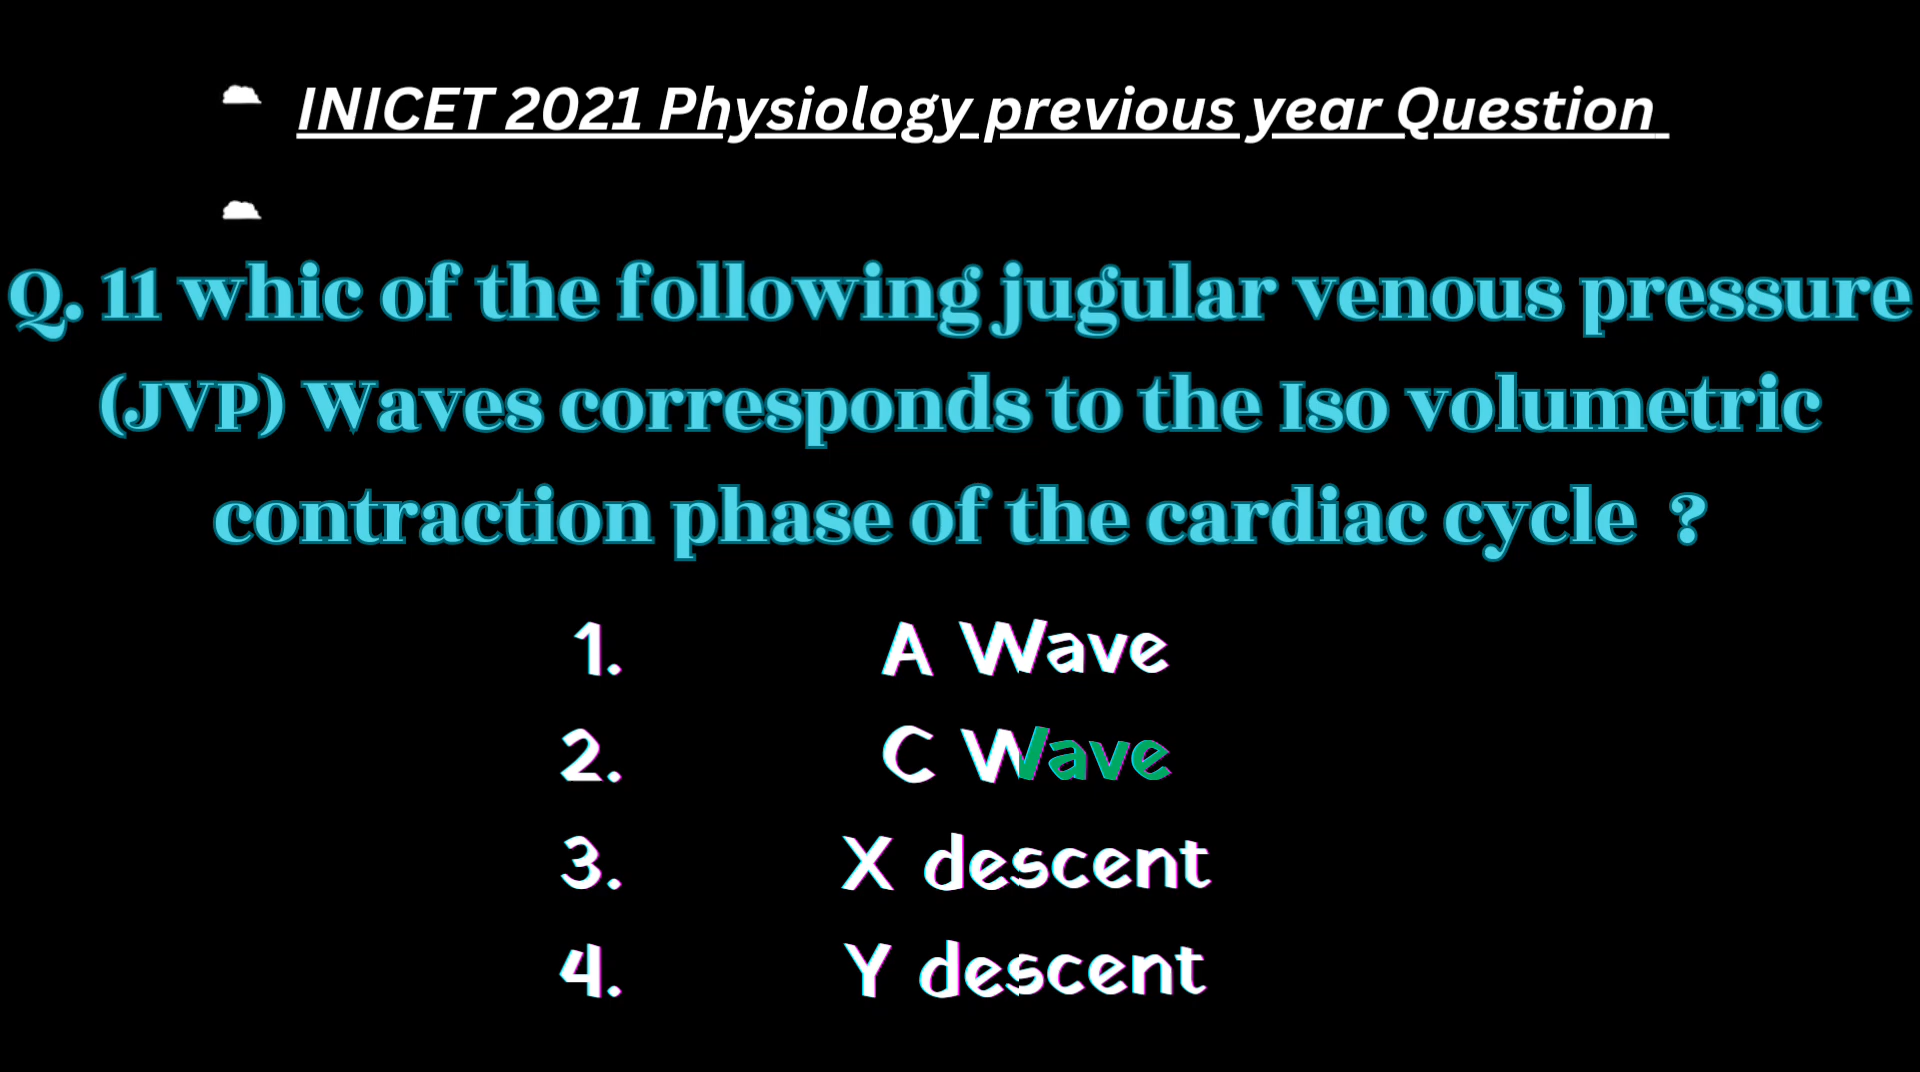 INICET 2021 Physiology previous year Question
Q. 11 whic of the following jugular venous pressure
(JVP) Waves corresponds to the Iso volumetric
contraction phase of the cardiac cycle ?
1. A Wave
2. C Wave
3. X descent
4. Y descent